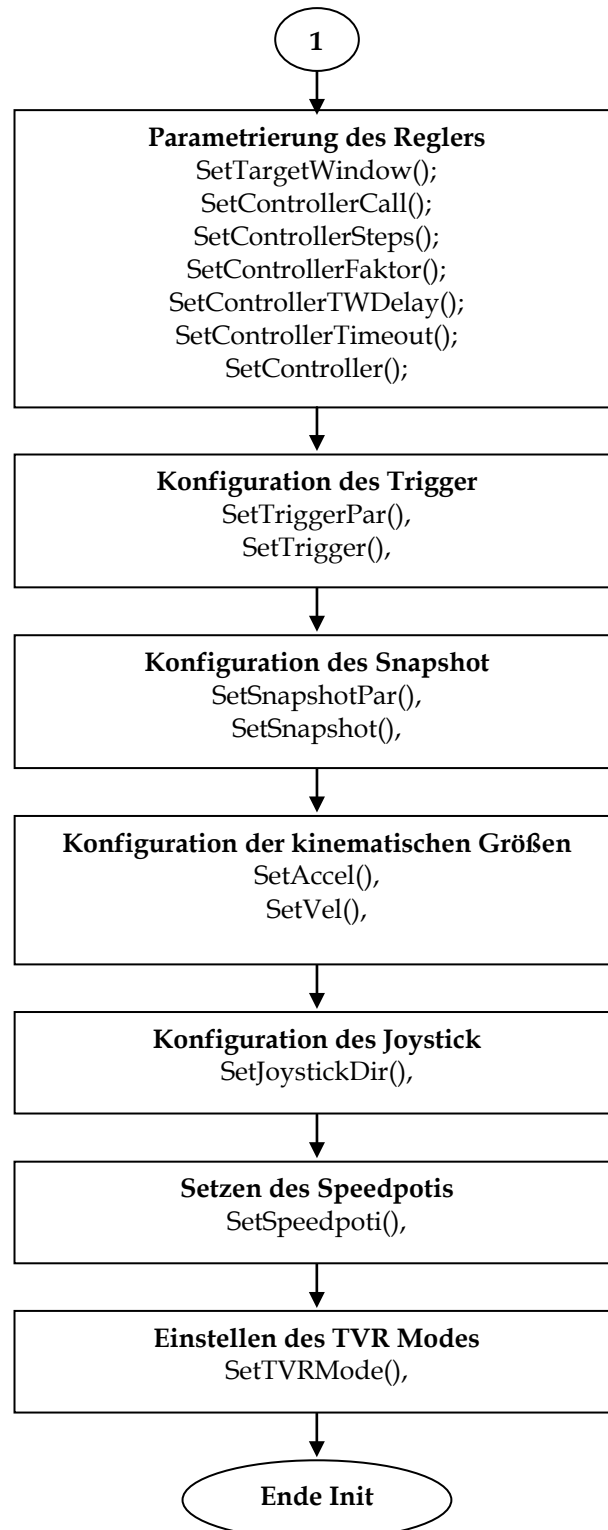 1
Parametrierung des Reglers
SetTargetWindow();
SetControllerCall();
SetControllerSteps();
SetControllerFaktor();
SetControllerTWDelay();
SetControllerTimeout();
SetController();
Konfiguration des Trigger
SetTriggerPar(),
SetTrigger(),
Konfiguration des Snapshot
SetSnapshotPar(),
SetSnapshot(),
Konfiguration der kinematischen Größen
SetAccel(),
SetVel(),
Konfiguration des Joystick
SetJoystickDir(),
Setzen des Speedpotis
SetSpeedpoti(),
Einstellen des TVR Modes
SetTVRMode(),
Ende Init